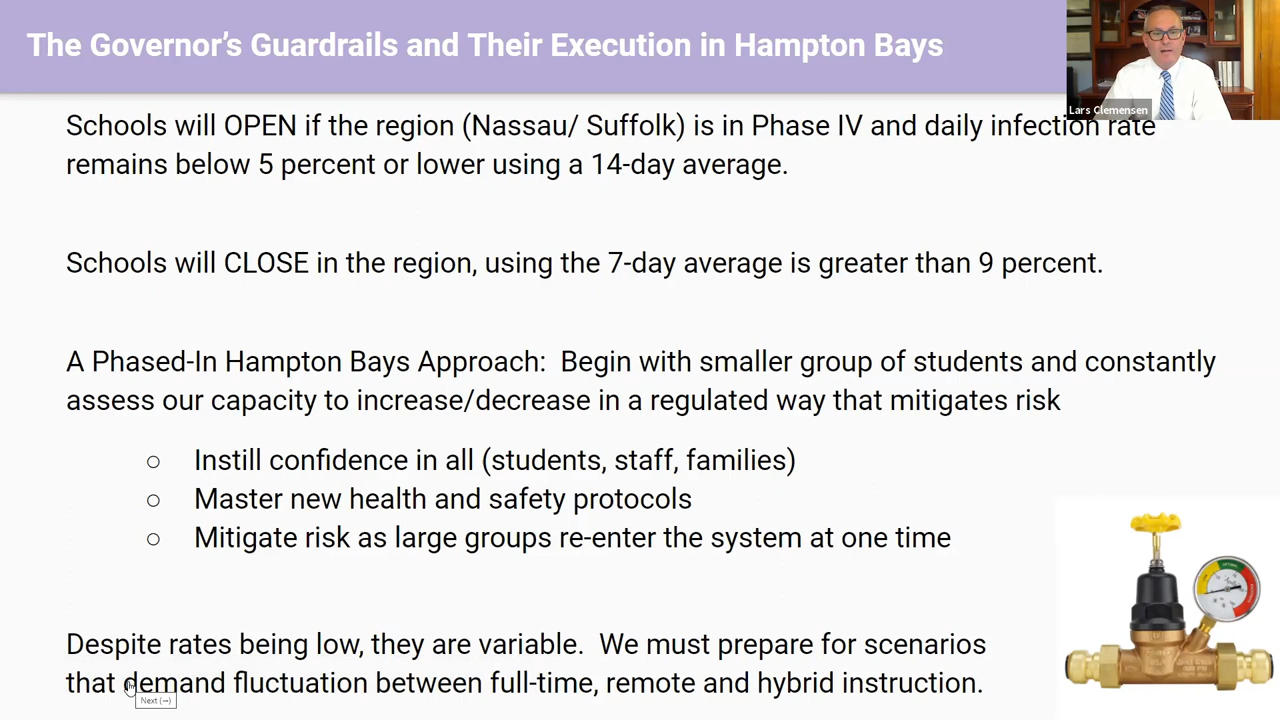 The Governor's Guardrails and Their Execution in Hampton Bays
Lars Clemensen
Schools will OPEN if the region (Nassau/ Suffolk) is in Phase IV and daily infection rate
remains below 5 percent or lower using a 14-day average.
Schools will CLOSE in the region, using the 7-day average is greater than 9 percent.
A Phased-In Hampton Bays Approach:  Begin with smaller group of students and constantly
assess our capacity to increase/decrease in a regulated way that mitigates risk
○ Instill confidence in all (students, staff, families)
○ Master new health and safety protocols
○ Mitigate risk as large groups re-enter the system at one time
Despite rates being low, they are variable.  We must prepare for scenarios
that demand fluctuation between full-time, remote and hybrid instruction.
Next (→)